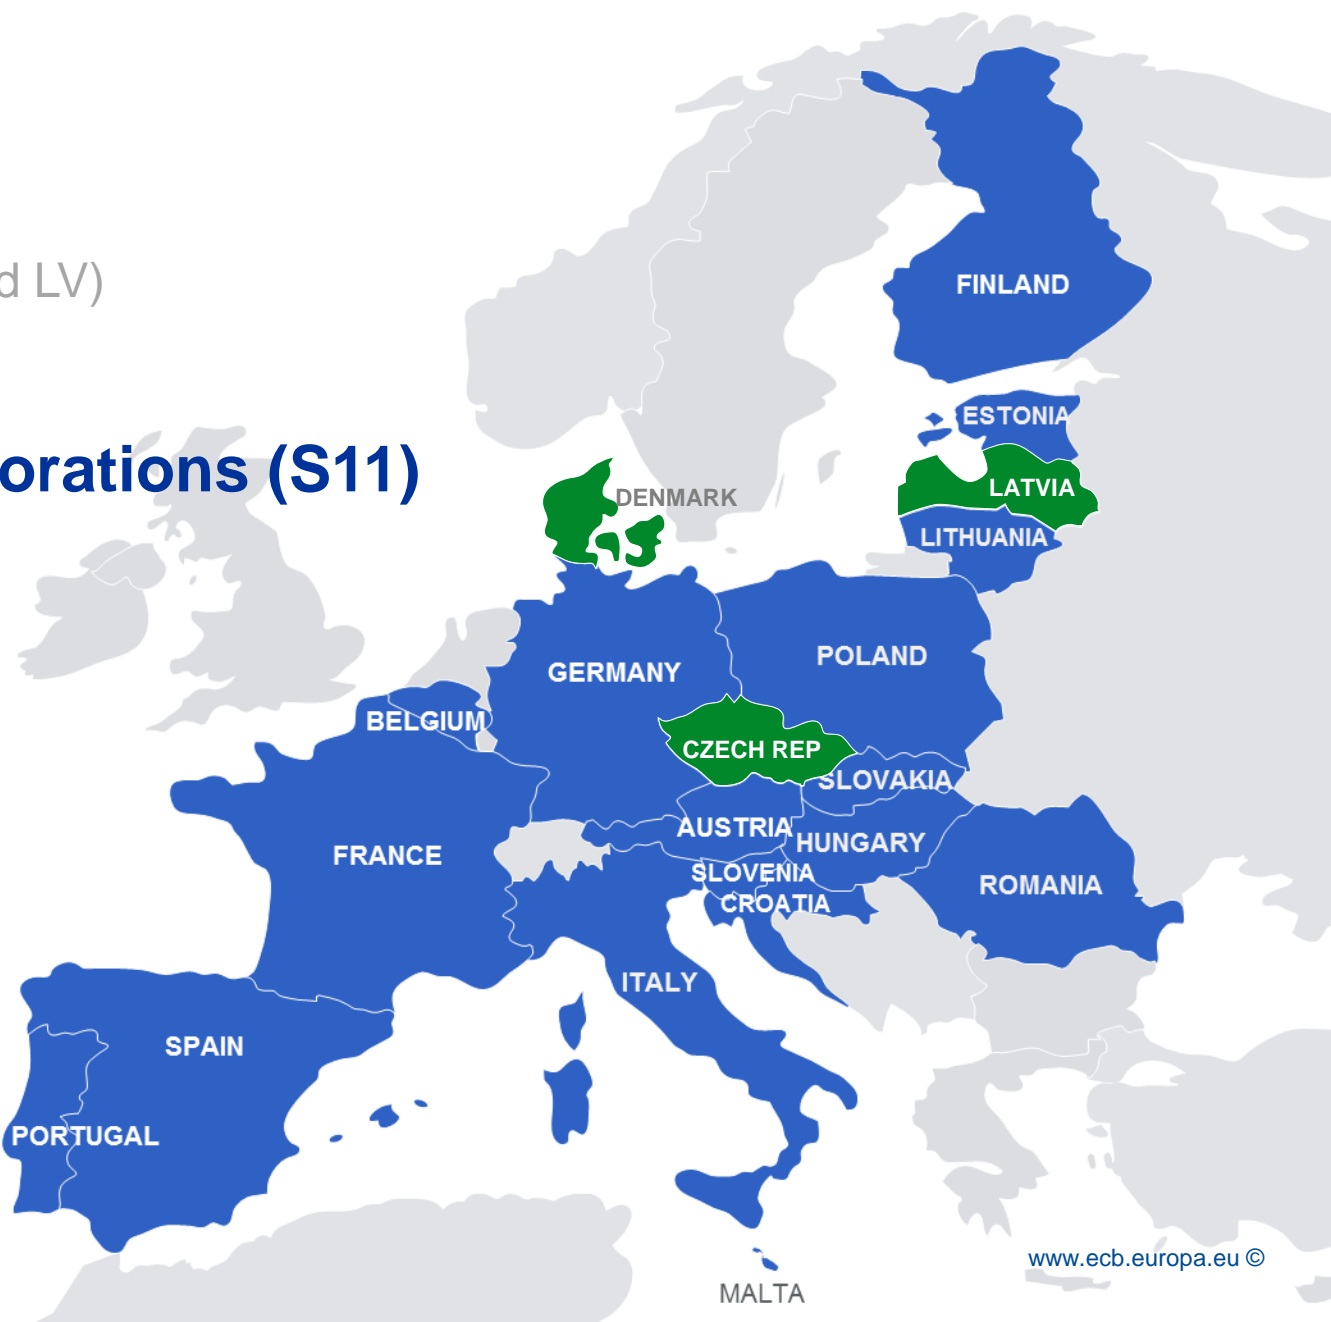 d LV)
FINLAND
ESTONIA
orations (S11)
LATVIA
DENMARK
LITHUANIA
POLAND
GERMANY
BELGIUM
CZECH REP
SLOVAKIA
AUSTRIA
HUNGARY
FRANCE
SLOVENIA
ROMANIA
CROATIA
ITALY
SPAIN
PORTUGAL
www.ecb.europa.eu ©
MALTA